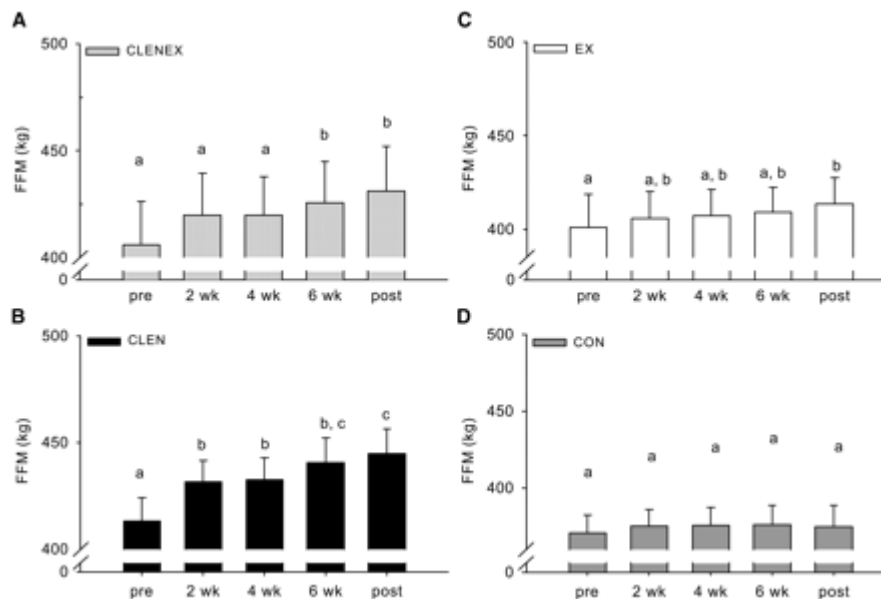 A
500
CLENEX
450
400
0
FFM (kg)
a a a b b
pre 2 wk 4 wk 6 wk post
B
500
CLEN
450
400
0
FFM (kg)
a b b b, c c
pre 2 wk 4 wk 6 wk post
C
500
EX
450
400
0
FFM (kg)
a a, b a, b a, b b
pre 2 wk 4 wk 6 wk post
D
500
CON
450
400
0
FFM (kg)
a a a a a
pre 2 wk 4 wk 6 wk post